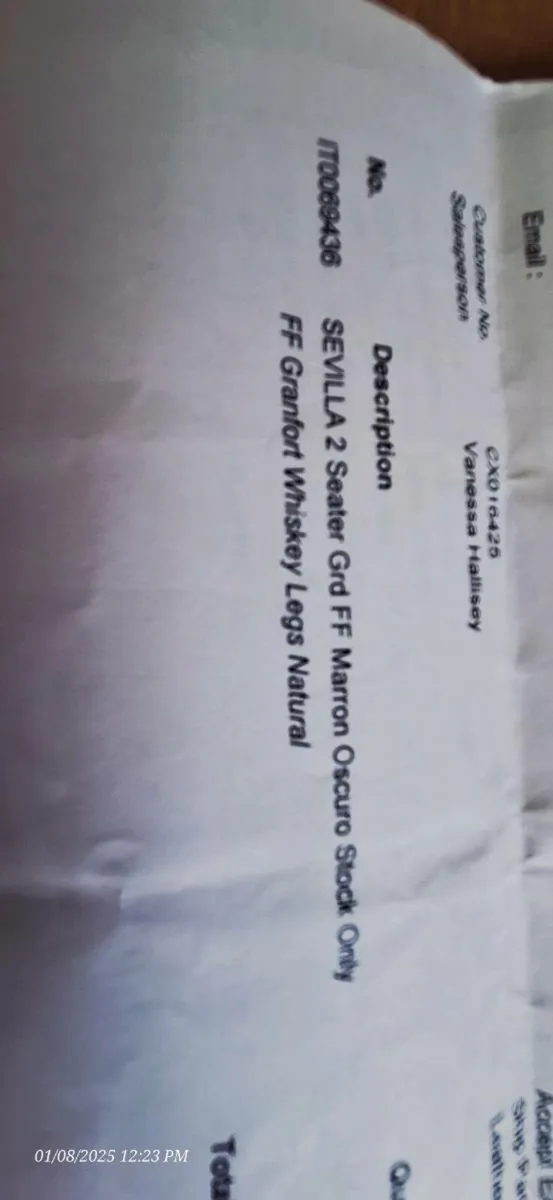 Email :
Customer No. CX016425
Salesperson Vanessa Hallisey
No. Description
IT0069436 SEVILLA 2 Seater Grd FF Marron Oscuro Stock Only
FF Granfort Whiskey Legs Natural
01/08/2025 12:23 PM